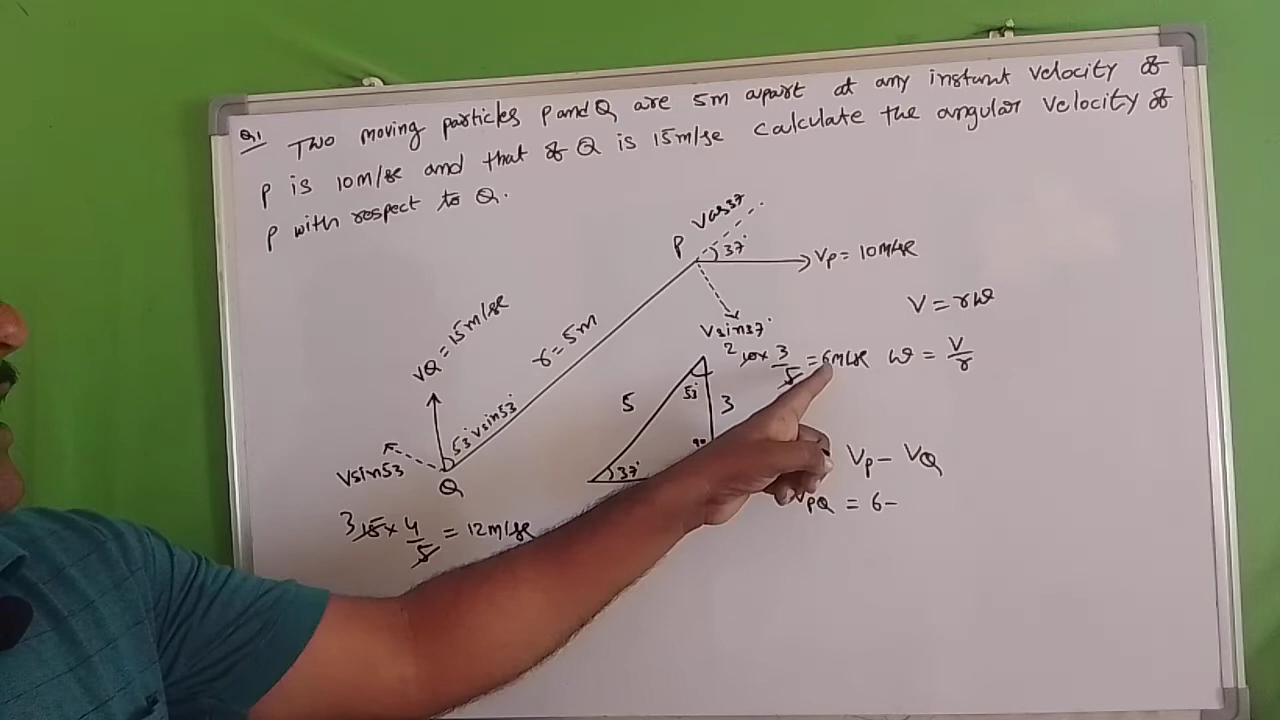 Q.1 Two moving particles P and Q are 5m apart at any instant velocity of
P is 10m/se and that of Q is 15m/se calculate the angular velocity of
P with respect to Q.
Vcos37
P 37° VP = 10m/se
VQ = 15m/se
6 = 5m
V = rω
Vsin37°
2 10 × 3/5 = 6m/se ω = V/r
53° vsin53°
5 53° 3
90
Vsin53
Q
37°
VP - VQ
VPQ = 6 -
3 15 × 4/5 = 12m/se